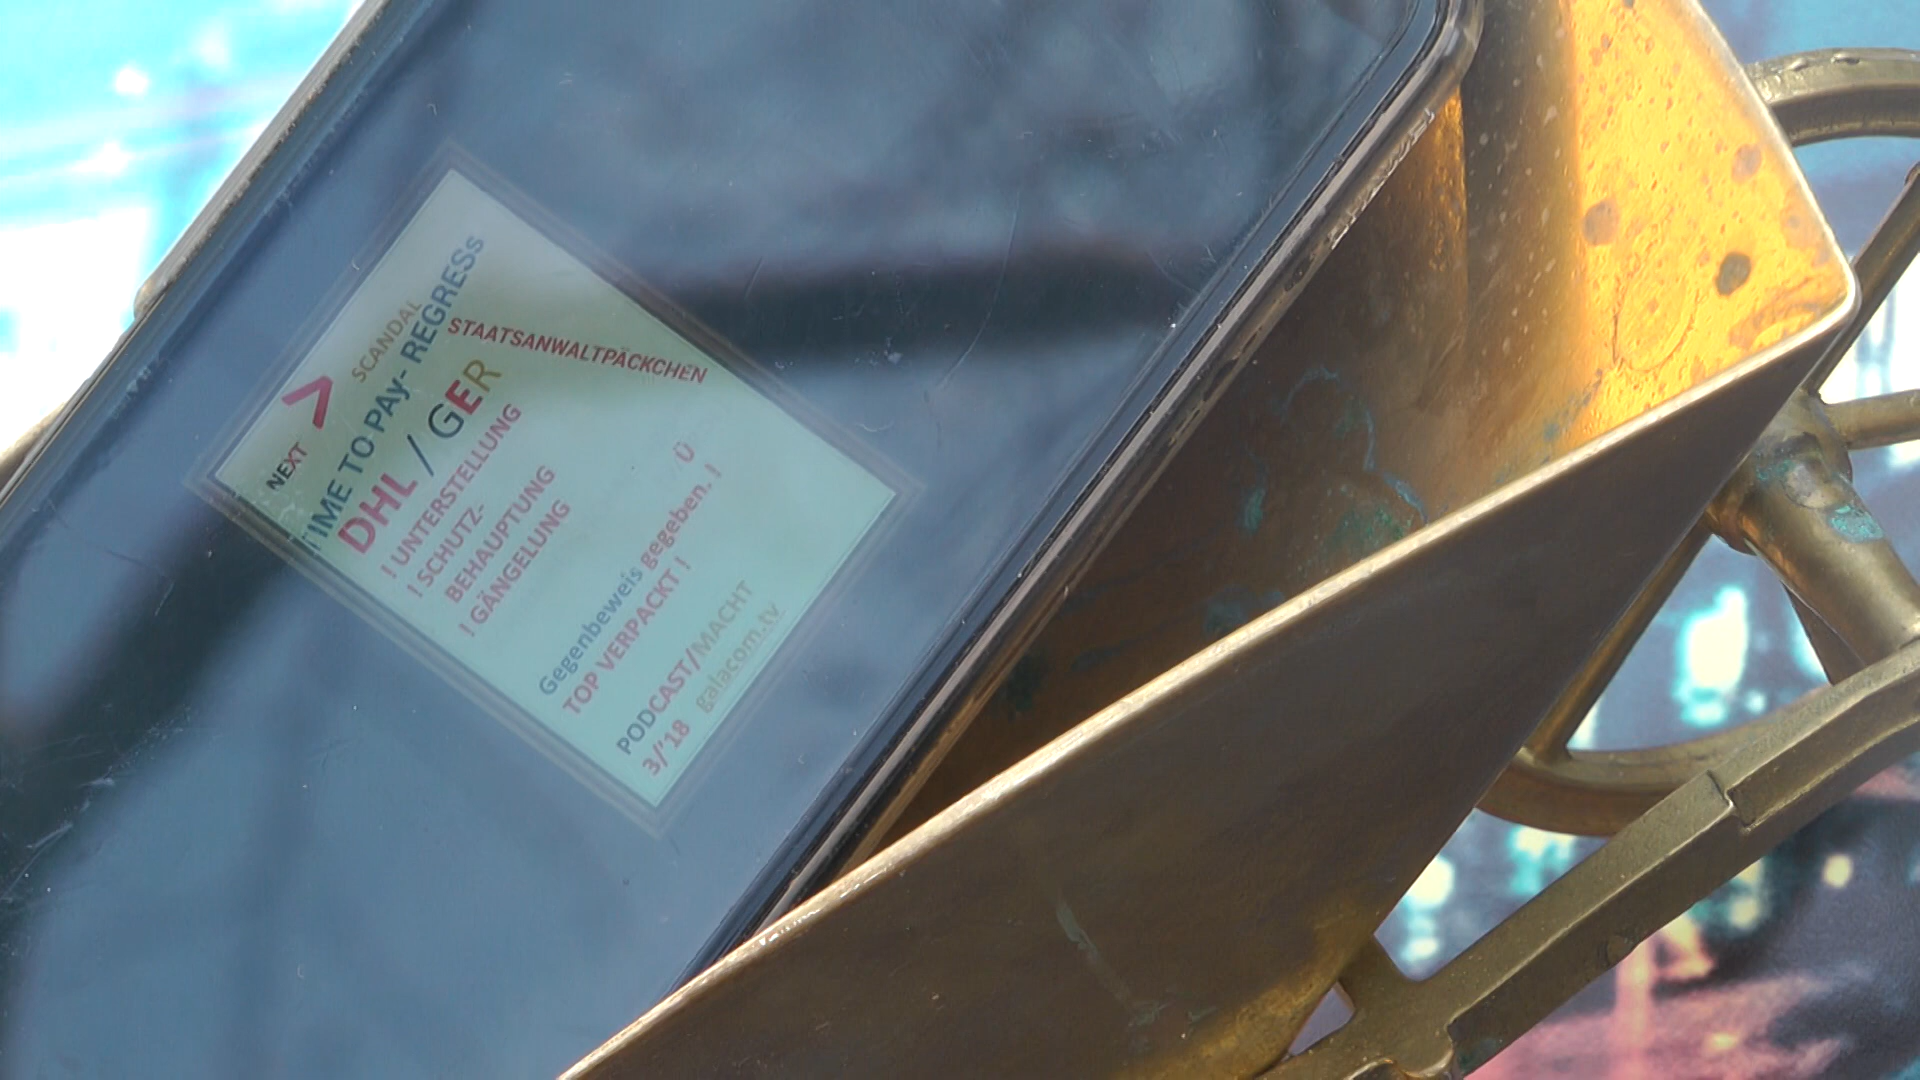 NEXT >
SCANDAL
TIME TO PAY- REGRESS
STAATSANWALTPÄCKCHEN
DHL / GER
! UNTERSTELLUNG
! SCHUTZ-
BEHAUPTUNG
! GÄNGELUNG
Ü
Gegenbeweis gegeben. !
TOP VERPACKT !
PODCAST/MACHT
3/'18 galacom.tv